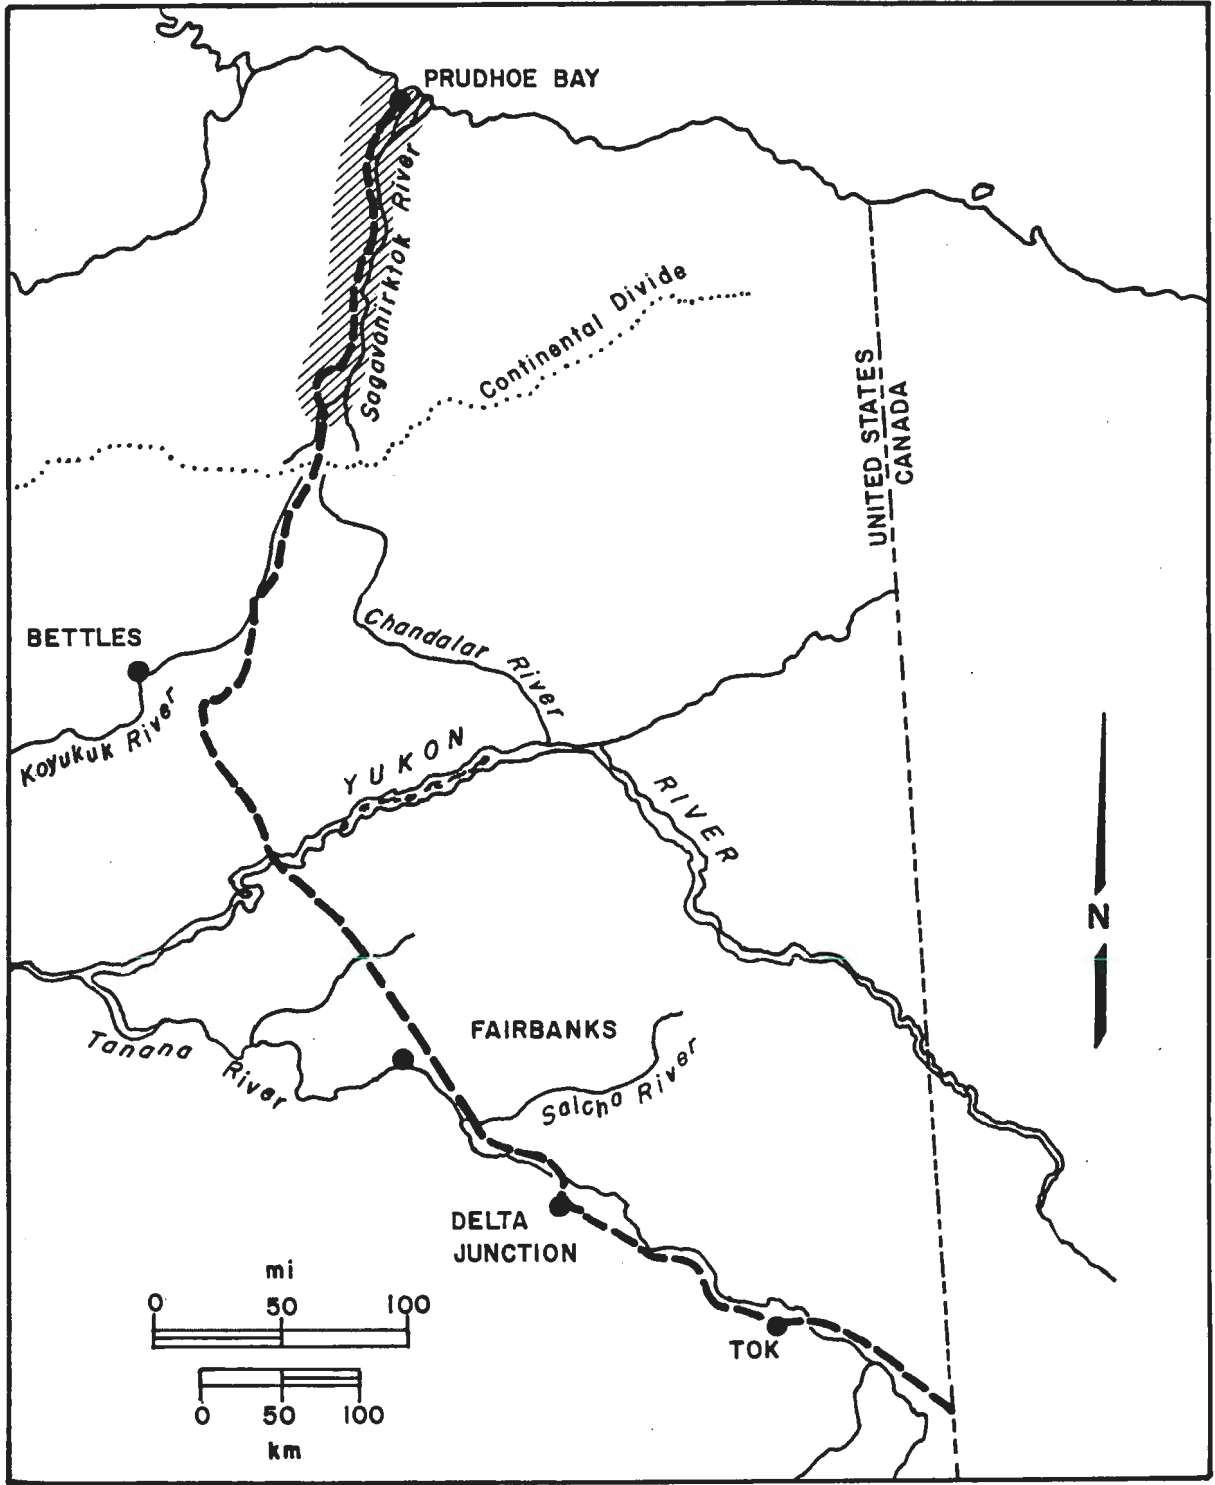 PRUDHOE BAY
Sagavanirktok River
Continental Divide
UNITED STATES
CANADA
BETTLES
Chandalar River
Koyukuk River
YUKON
RIVER
N
FAIRBANKS
Tanana River
Salcha River
DELTA
JUNCTION
mi
0 50 100
TOK
0 50 100
km